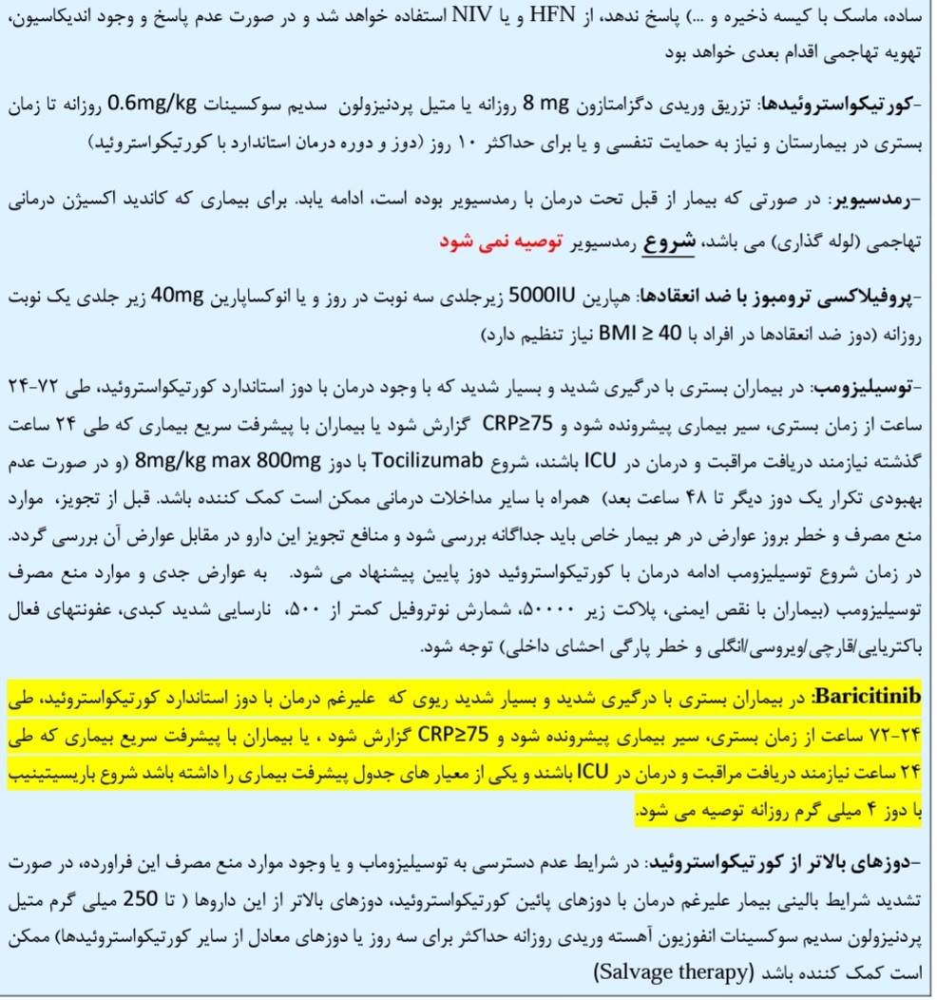 ساده، ماسک با کیسه ذخیره و ...) پاسخ ندهد، از HFN و یا NIV استفاده خواهد شد و در صورت عدم پاسخ و وجود اندیکاسیون،
تهویه تهاجمی اقدام بعدی خواهد بود
-کورتیکواستروئیدها: تزریق وریدی دگزامتازون 8 mg روزانه یا متیل پردنیزولون سدیم سوکسینات 0.6mg/kg روزانه تا زمان
بستری در بیمارستان و نیاز به حمایت تنفسی و یا برای حداکثر ۱۰ روز (دوز و دوره درمان استاندارد با کورتیکواستروئید)
-رمدسیویر: در صورتی که بیمار از قبل تحت درمان با رمدسیویر بوده است، ادامه یابد. برای بیماری که کاندید اکسیژن درمانی
تهاجمی (لوله گذاری) می باشد، شروع رمدسیویر توصیه نمی شود
-پروفیلاکسی ترومبوز با ضد انعقادها: هپارین 5000IU زیرجلدی سه نوبت در روز و یا انوکساپارین 40mg زیر جلدی یک نوبت
روزانه (دوز ضد انعقادها در افراد با BMI ≥ 40 نیاز تنظیم دارد)
-توسیلیزومب: در بیماران بستری با درگیری شدید و بسیار شدید که با وجود درمان با دوز استاندارد کورتیکواستروئید، طی ۷۲-۲۴
ساعت از زمان بستری، سیر بیماری پیشرونده شود و CRP≥75 گزارش شود یا بیماران با پیشرفت سریع بیماری که طی ۲۴ ساعت
گذشته نیازمند دریافت مراقبت و درمان در ICU باشند، شروع Tocilizumab با دوز 8mg/kg max 800mg (و در صورت عدم
بهبودی تکرار یک دوز دیگر تا ۴۸ ساعت بعد) همراه با سایر مداخلات درمانی ممکن است کمک کننده باشد. قبل از تجویز، موارد
منع مصرف و خطر بروز عوارض در هر بیمار خاص باید جداگانه بررسی شود و منافع تجویز این دارو در مقابل عوارض آن بررسی گردد.
در زمان شروع توسیلیزومب ادامه درمان با کورتیکواستروئید دوز پایین پیشنهاد می شود. به عوارض جدی و موارد منع مصرف
توسیلیزومب (بیماران با نقص ایمنی، پلاکت زیر ۵۰۰۰۰، شمارش نوتروفیل کمتر از ۵۰۰، نارسایی شدید کبدی، عفونتهای فعال
باکتریایی/قارچی/ویروسی/انگلی و خطر پارگی احشای داخلی) توجه شود.
Baricitinib: در بیماران بستری با درگیری شدید و بسیار شدید ریوی که علیرغم درمان با دوز استاندارد کورتیکواستروئید، طی
۷۲-۲۴ ساعت از زمان بستری، سیر بیماری پیشرونده شود و CRP≥75 گزارش شود ، یا بیماران با پیشرفت سریع بیماری که طی
۲۴ ساعت نیازمند دریافت مراقبت و درمان در ICU باشند و یکی از معیار های جدول پیشرفت بیماری را داشته باشد شروع باریسیتینیب
با دوز ۴ میلی گرم روزانه توصیه می شود.
-دوزهای بالاتر از کورتیکواستروئید: در شرایط عدم دسترسی به توسیلیزوماب و یا وجود موارد منع مصرف این فراورده، در صورت
تشدید شرایط بالینی بیمار علیرغم درمان با دوزهای پائین کورتیکواستروئید، دوزهای بالاتر از این داروها ( تا 250 میلی گرم متیل
پردنیزولون سدیم سوکسینات انفوزیون آهسته وریدی روزانه حداکثر برای سه روز یا دوزهای معادل از سایر کورتیکواستروئیدها) ممکن
است کمک کننده باشد (Salvage therapy)